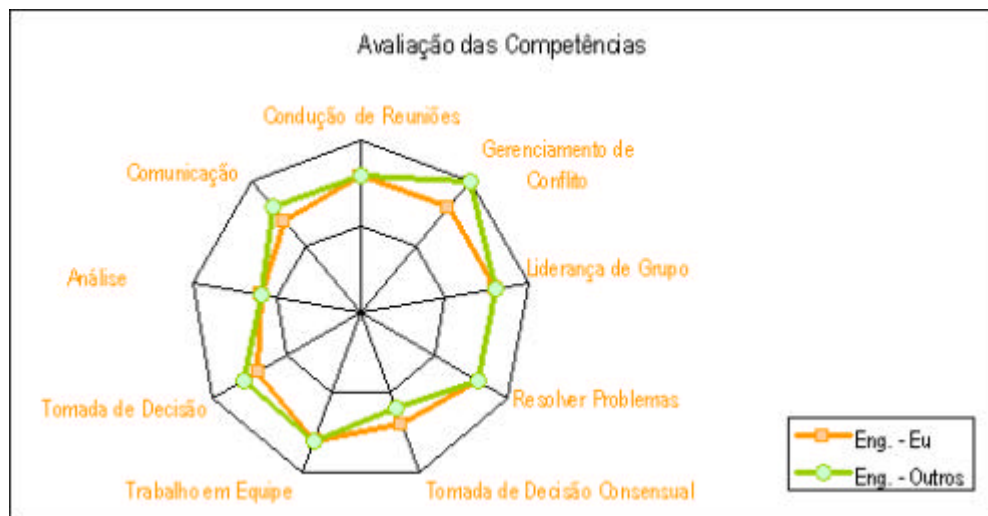 Avaliação das Competências
Condução de Reuniões
Gerenciamento de
Conflito
Comunicação
Liderança de Grupo
Análise
Resolver Problemas
Tomada de Decisão
Trabalho em Equipe
Tomada de Decisão Consensual
Eng. - Eu
Eng. - Outros